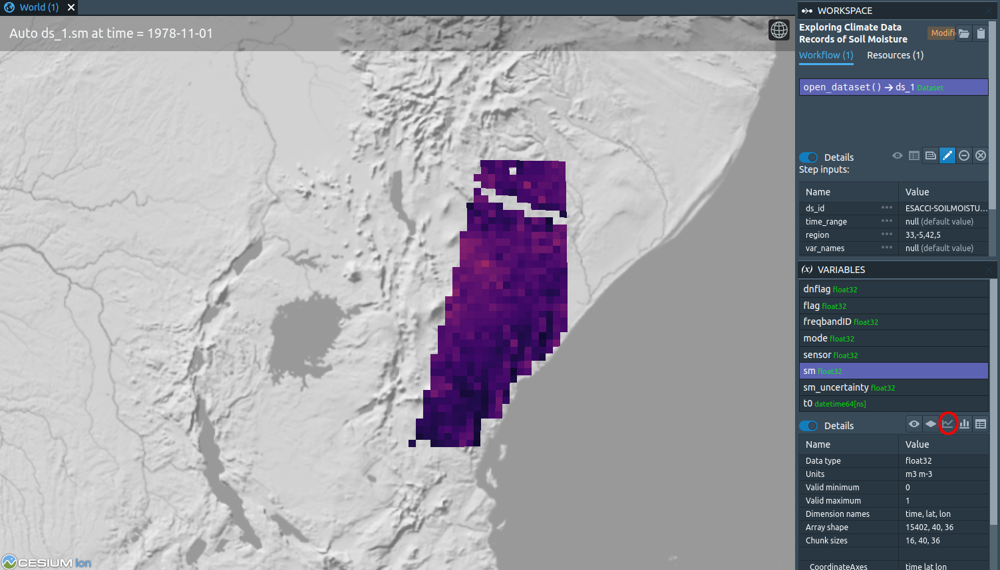 World (1)
Auto ds_1.sm at time = 1978-11-01
CESIUM ion
WORKSPACE
Exploring Climate Data
Records of Soil Moisture
Modifi
Workflow (1) Resources (1)
open_dataset() → ds_1 Dataset
Details
Step inputs:
Name Value
ds_id ••• ESACCI-SOILMOISTU...
time_range ••• null (default value)
region ••• 33,-5,42,5
var_names ••• null (default value)
(x) VARIABLES
dnflag float32
flag float32
freqbandID float32
mode float32
sensor float32
sm float32
sm_uncertainty float32
t0 datetime64[ns]
Details
Name Value
Data type float32
Units m3 m-3
Valid minimum 0
Valid maximum 1
Dimension names time, lat, lon
Array shape 15402, 40, 36
Chunk sizes 16, 40, 36
_CoordinateAxes time lat lon